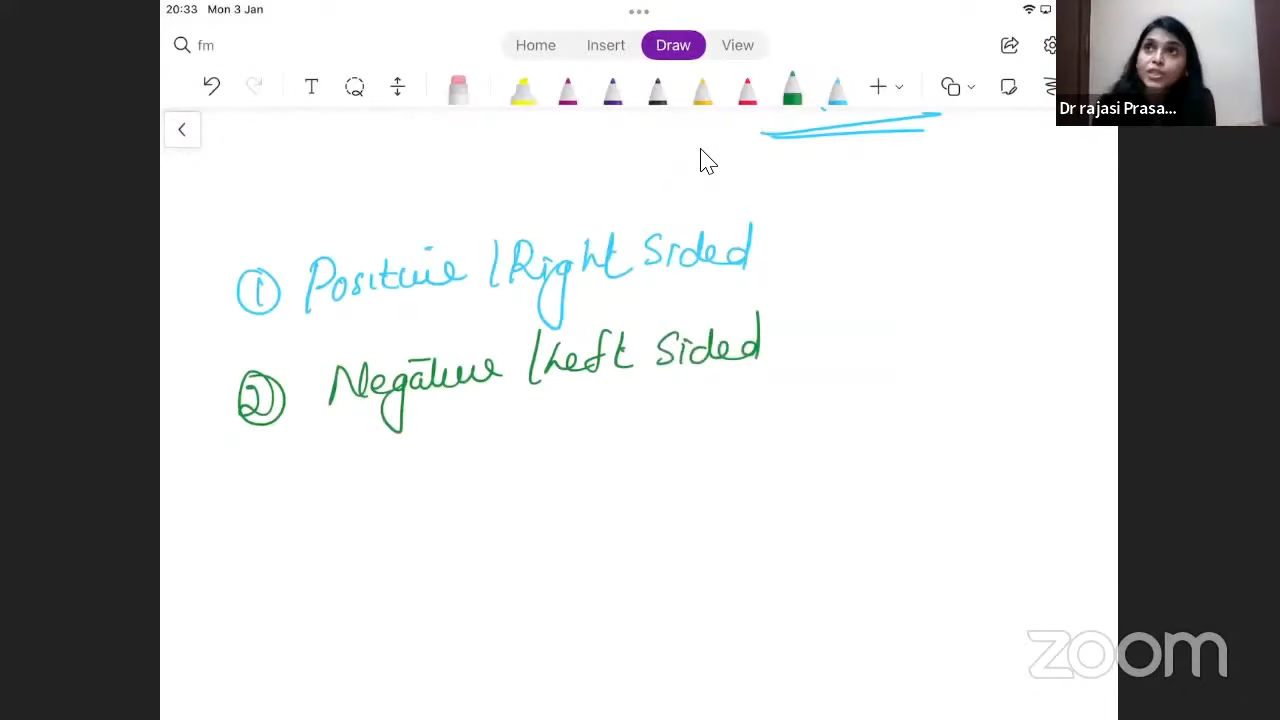 20:33 Mon 3 Jan
fm
Home Insert Draw View
T
Dr rajasi Prasa...
① Positive / Right Sided
② Negative / Left Sided
zoom